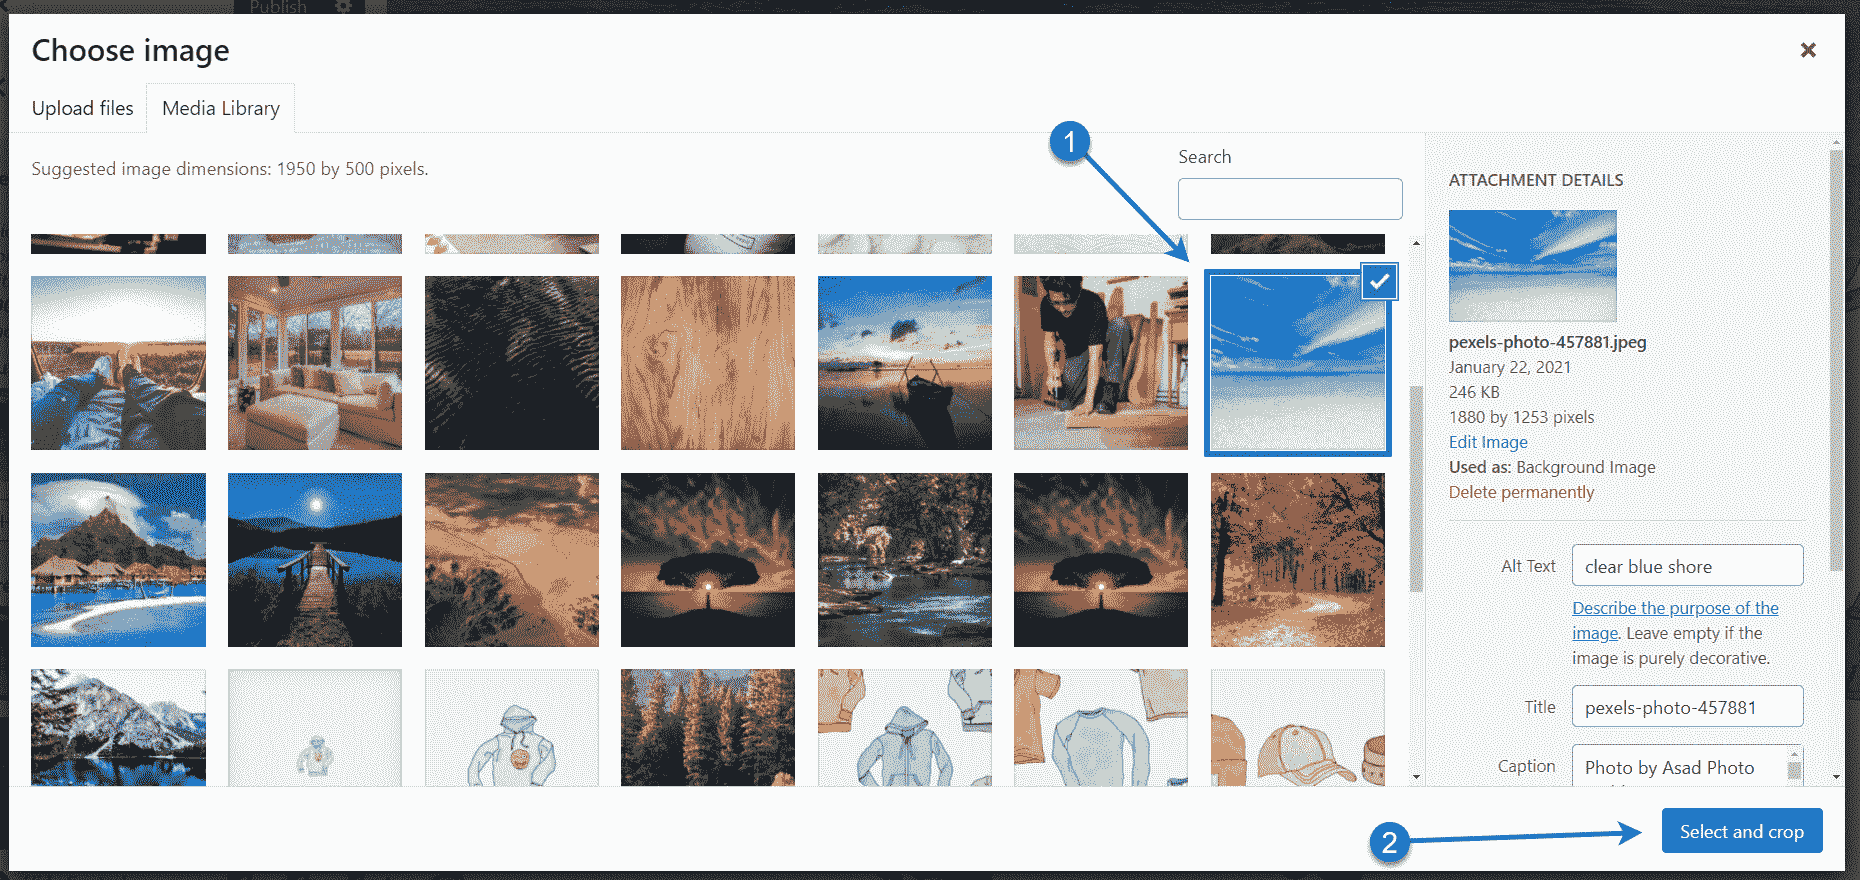 Publish
Choose image
Upload files
Media Library
1
Search
Suggested image dimensions: 1950 by 500 pixels.
ATTACHMENT DETAILS
pexels-photo-457881.jpeg
January 22, 2021
246 KB
1880 by 1253 pixels
Edit Image
Used as: Background Image
Delete permanently
Alt Text
clear blue shore
Describe the purpose of the
image. Leave empty if the
image is purely decorative.
Title
pexels-photo-457881
Caption
Photo by Asad Photo
2
Select and crop